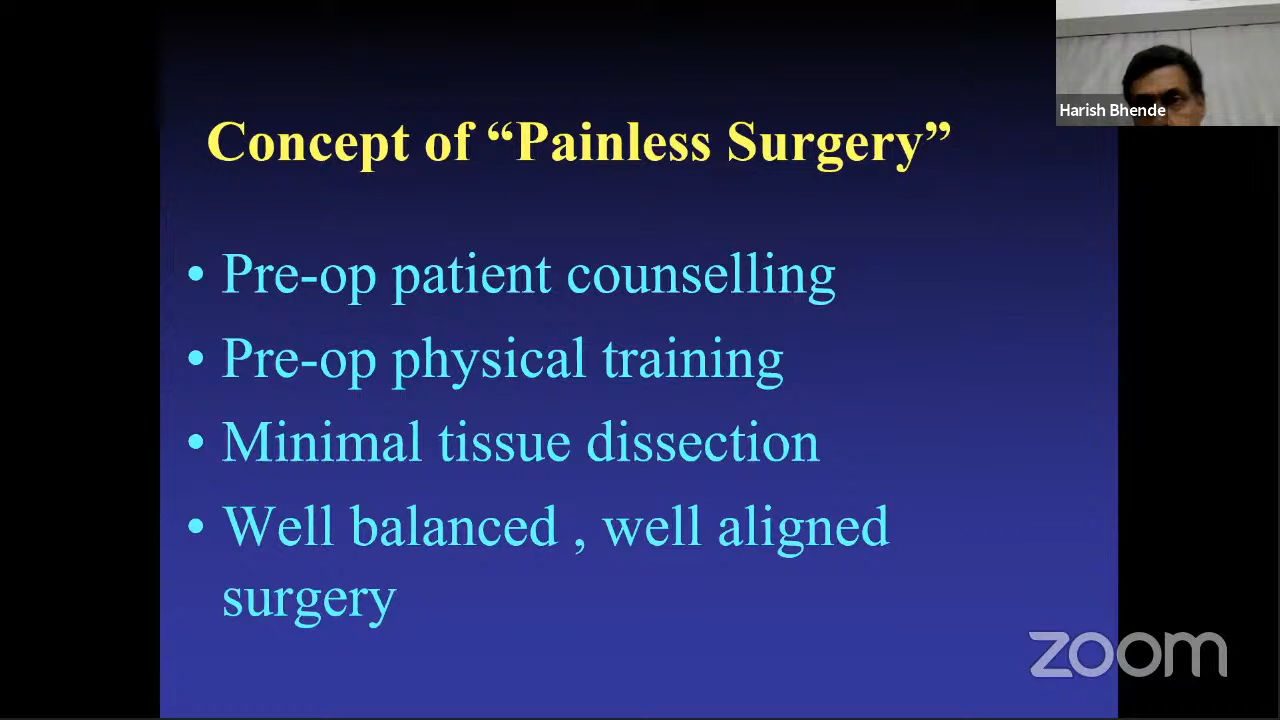 Harish Bhende
Concept of “Painless Surgery”
• Pre-op patient counselling
• Pre-op physical training
• Minimal tissue dissection
• Well balanced , well aligned
surgery
zoom